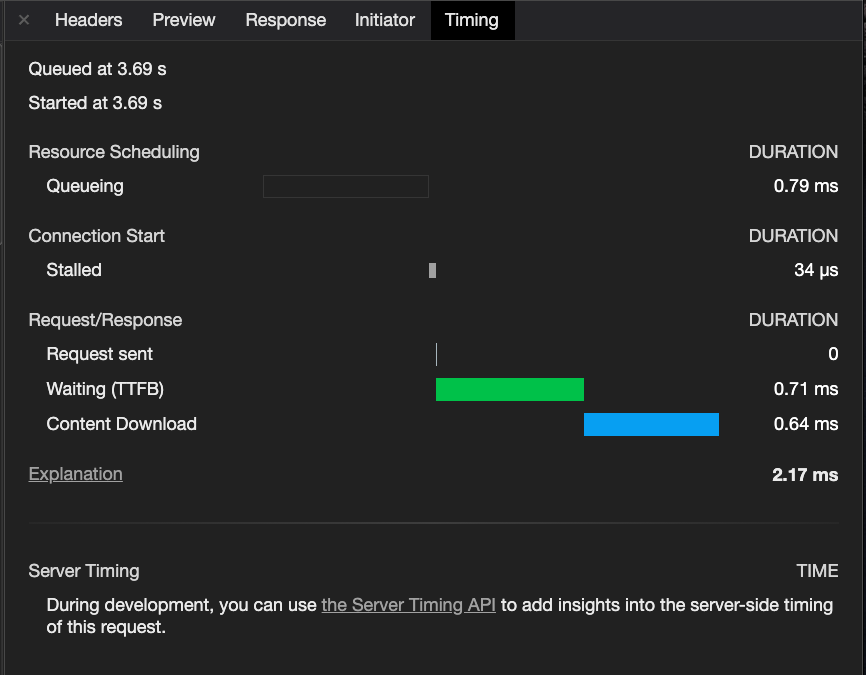 × Headers Preview Response Initiator Timing
Queued at 3.69 s
Started at 3.69 s
Resource Scheduling DURATION
Queueing 0.79 ms
Connection Start DURATION
Stalled 34 μs
Request/Response DURATION
Request sent 0
Waiting (TTFB) 0.71 ms
Content Download 0.64 ms
Explanation 2.17 ms
Server Timing TIME
During development, you can use the Server Timing API to add insights into the server-side timing
of this request.